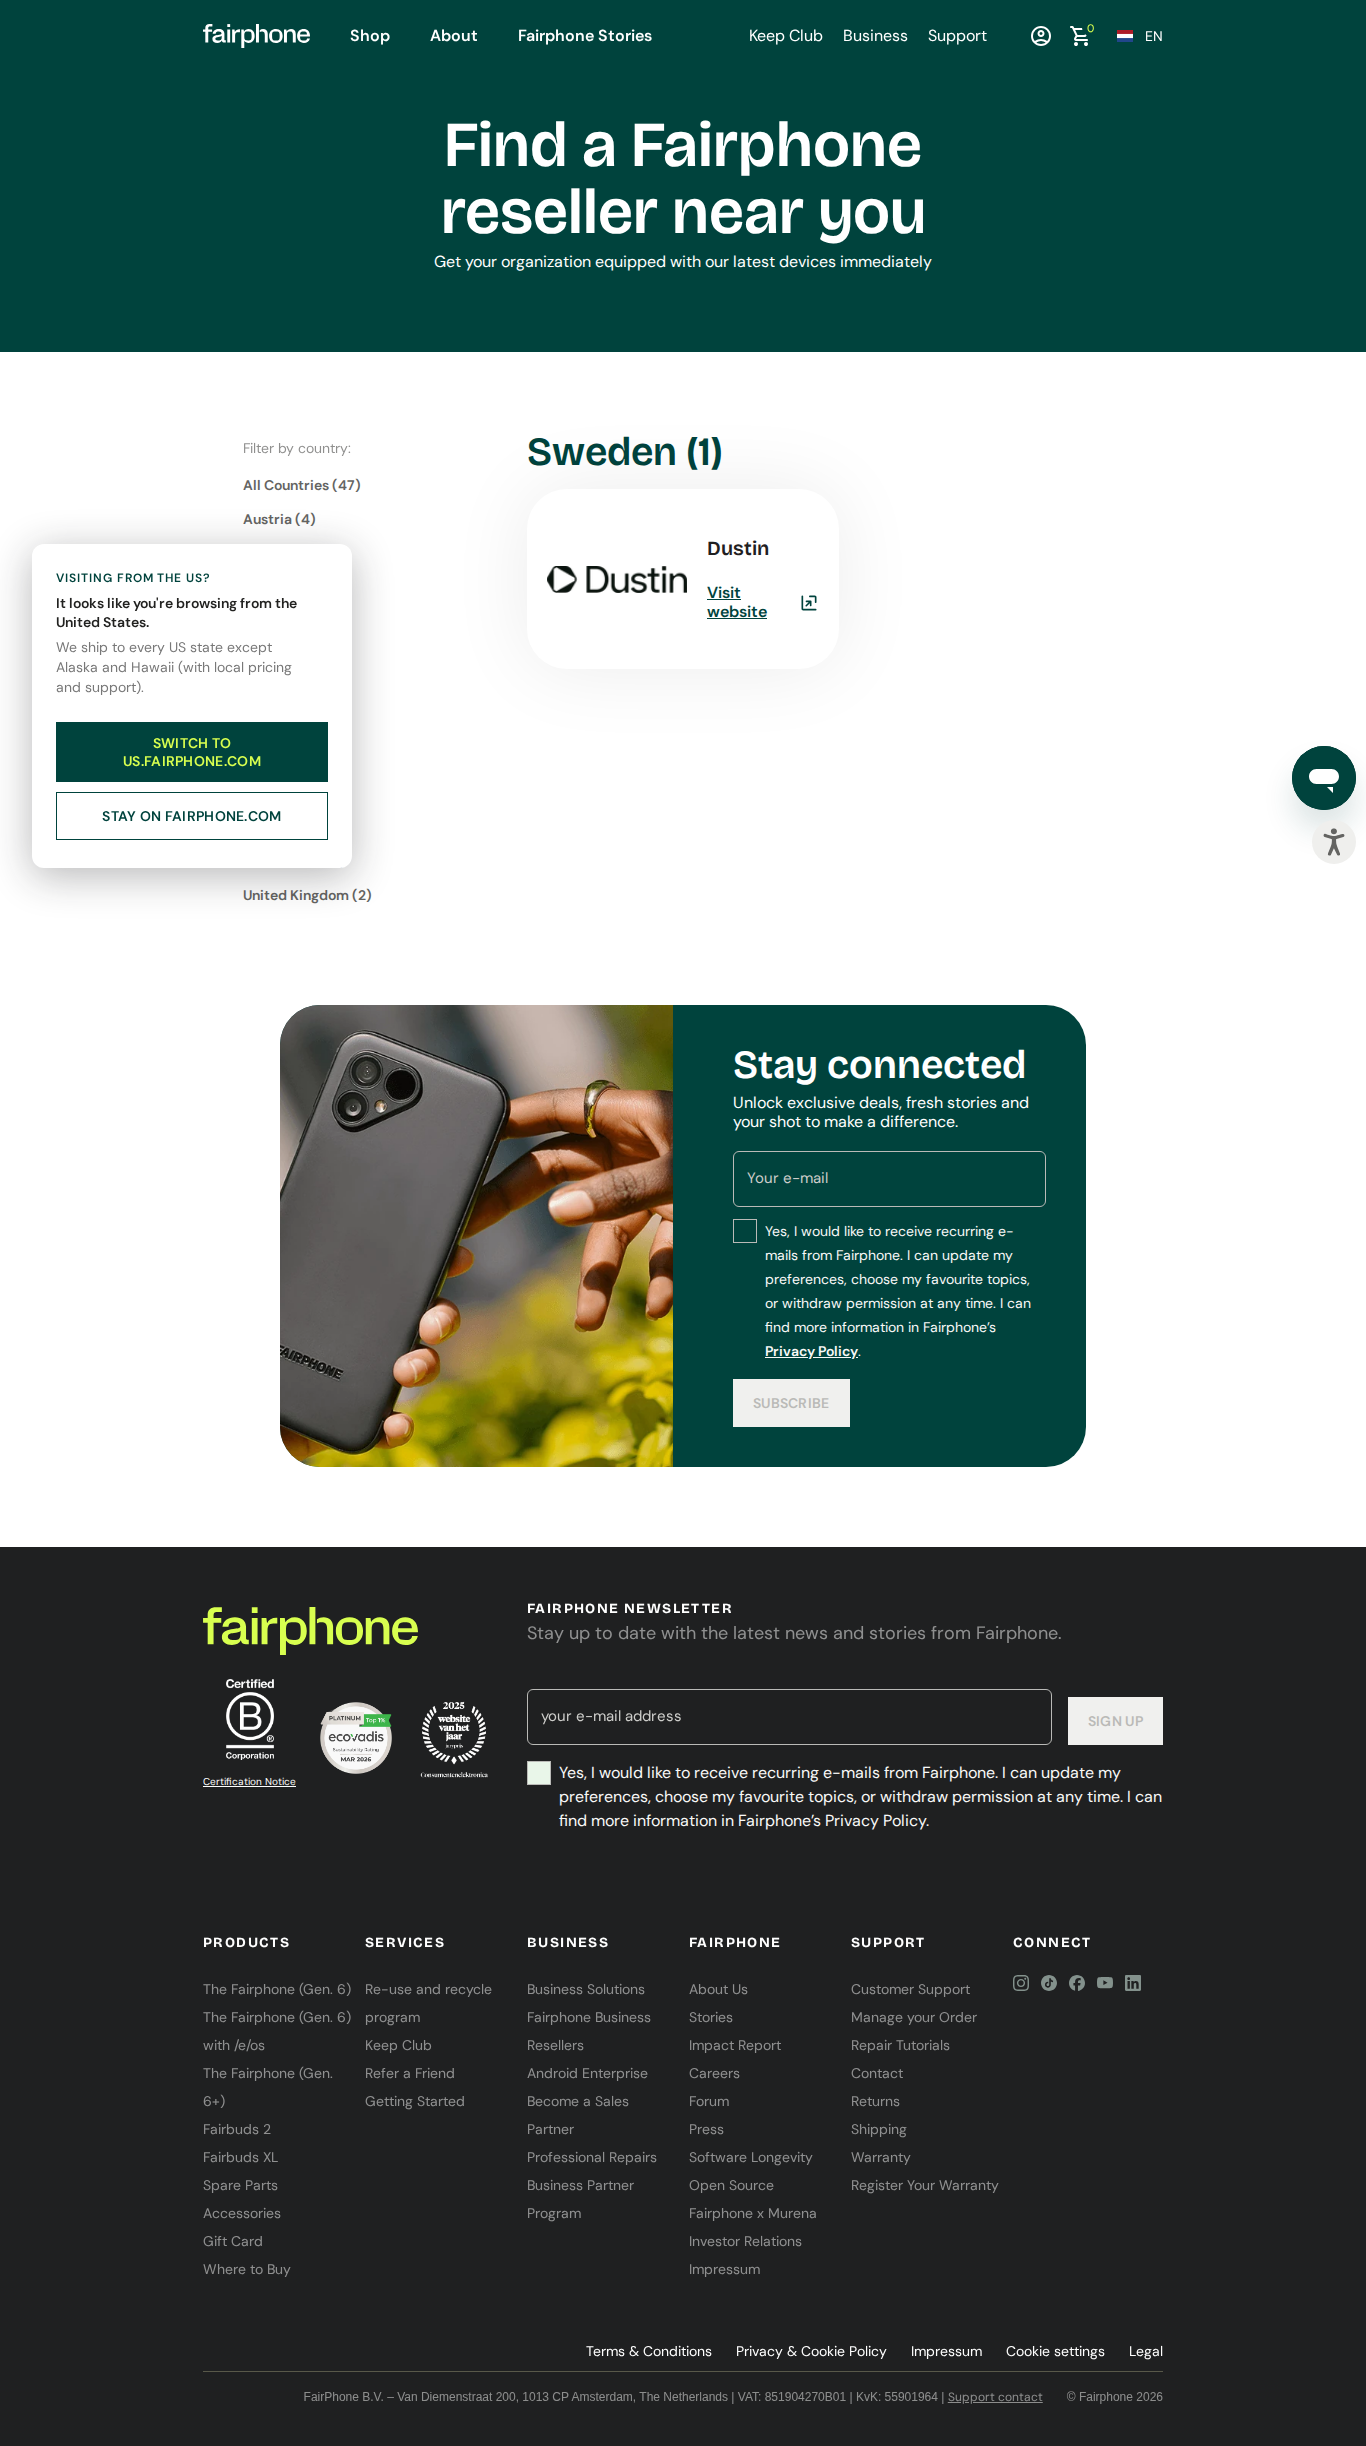 fairphone
Shop
About
Fairphone Stories
Keep Club
Business
Support
0
EN
Find a Fairphone
reseller near you
Get your organization equipped with our latest devices immediately
Filter by country:
All Countries (47)
Austria (4)
United Kingdom (2)
Sweden (1)
Dustin
Dustin
Visit
website
VISITING FROM THE US?
It looks like you're browsing from the
United States.
We ship to every US state except
Alaska and Hawaii (with local pricing
and support).
SWITCH TO
US.FAIRPHONE.COM
STAY ON FAIRPHONE.COM
FAIRPHONE
Stay connected
Unlock exclusive deals, fresh stories and
your shot to make a difference.
Your e-mail
Yes, I would like to receive recurring e-
mails from Fairphone. I can update my
preferences, choose my favourite topics,
or withdraw permission at any time. I can
find more information in Fairphone’s
Privacy Policy.
SUBSCRIBE
fairphone
Certified
B
®
Corporation
Certification Notice
PLATINUM
Top 1%
ecovadis
Sustainability Rating
MAR 2026
2025
website
van het
jaar
Consumentenelektronica
FAIRPHONE NEWSLETTER
Stay up to date with the latest news and stories from Fairphone.
your e-mail address
SIGN UP
Yes, I would like to receive recurring e-mails from Fairphone. I can update my
preferences, choose my favourite topics, or withdraw permission at any time. I can
find more information in Fairphone’s Privacy Policy.
PRODUCTS
The Fairphone (Gen. 6)
The Fairphone (Gen. 6)
with /e/os
The Fairphone (Gen.
6+)
Fairbuds 2
Fairbuds XL
Spare Parts
Accessories
Gift Card
Where to Buy
SERVICES
Re-use and recycle
program
Keep Club
Refer a Friend
Getting Started
BUSINESS
Business Solutions
Fairphone Business
Resellers
Android Enterprise
Become a Sales
Partner
Professional Repairs
Business Partner
Program
FAIRPHONE
About Us
Stories
Impact Report
Careers
Forum
Press
Software Longevity
Open Source
Fairphone x Murena
Investor Relations
Impressum
SUPPORT
Customer Support
Manage your Order
Repair Tutorials
Contact
Returns
Shipping
Warranty
Register Your Warranty
CONNECT
Terms & Conditions
Privacy & Cookie Policy
Impressum
Cookie settings
Legal
FairPhone B.V. – Van Diemenstraat 200, 1013 CP Amsterdam, The Netherlands | VAT: 851904270B01 | KvK: 55901964 | Support contact
© Fairphone 2026